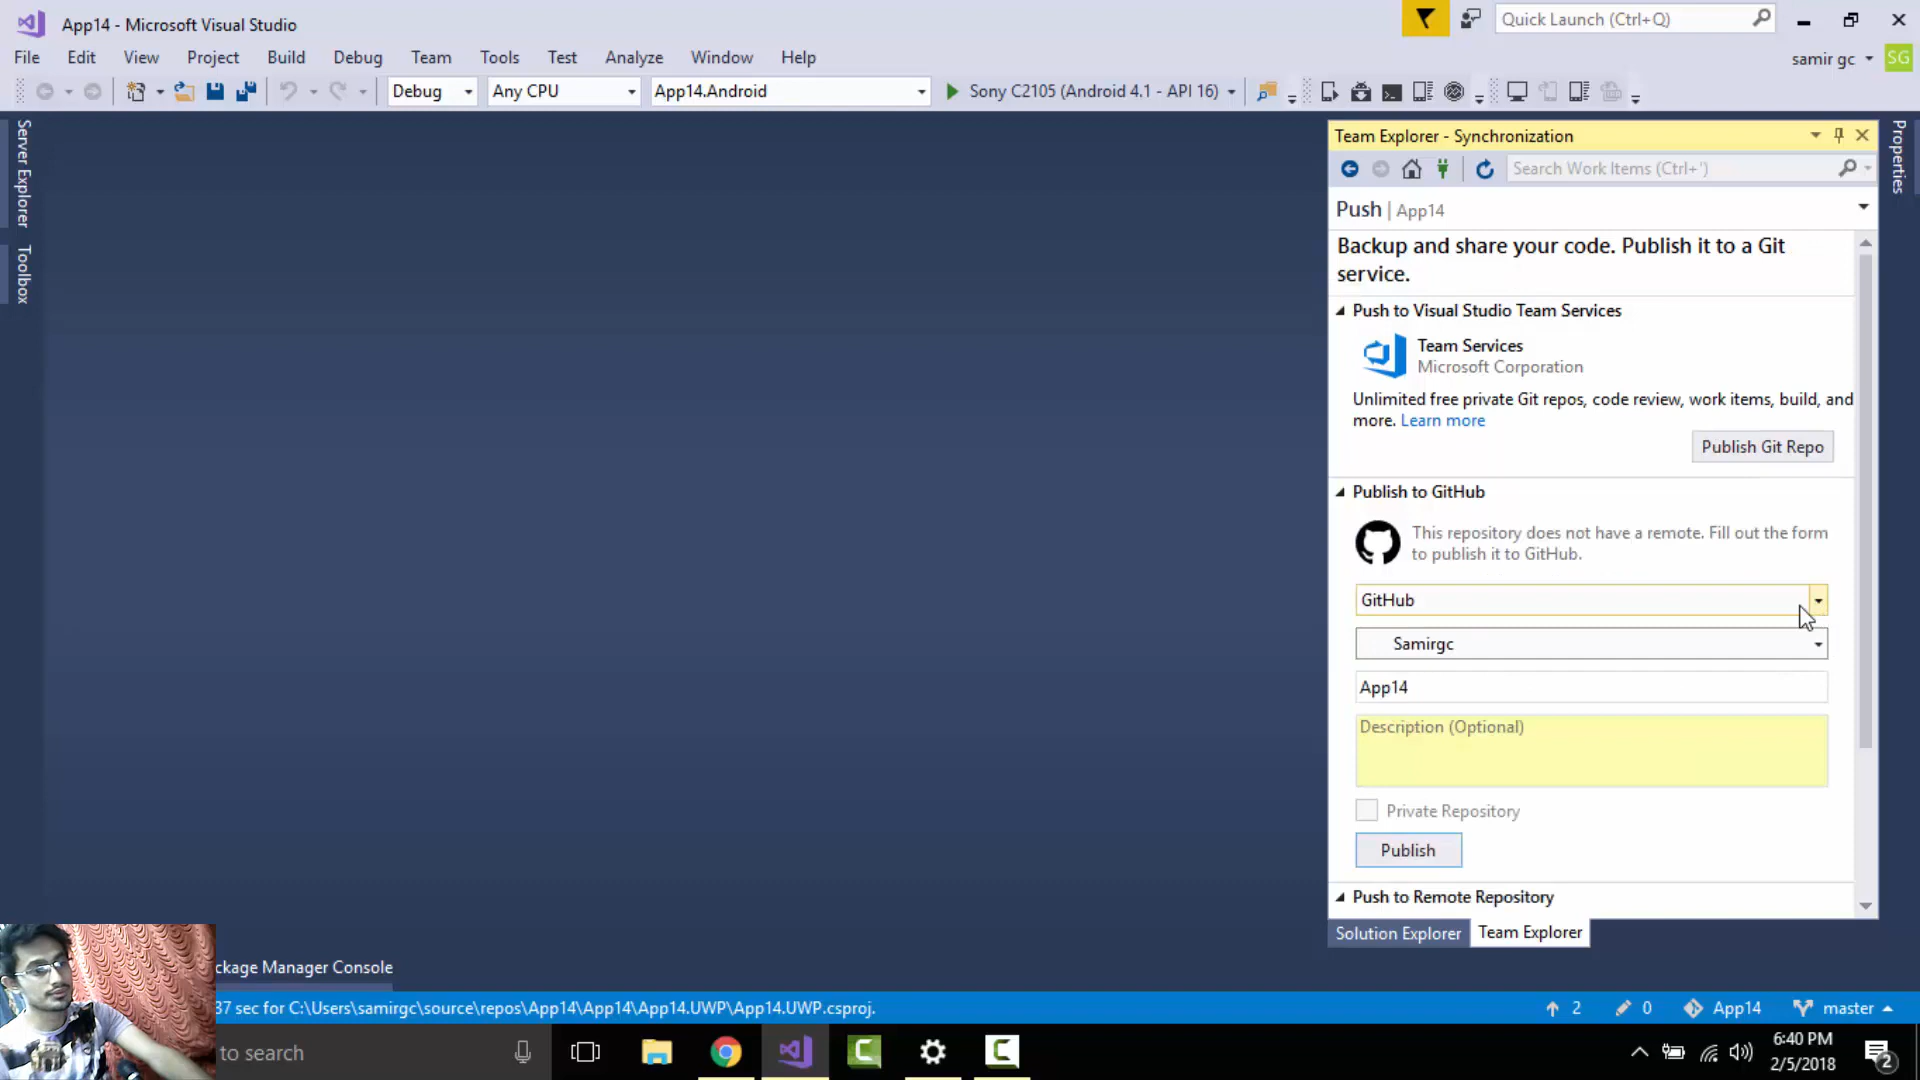 App14 - Microsoft Visual Studio
Quick Launch (Ctrl+Q)
File Edit View Project Build Debug Team Tools Test Analyze Window Help
samir gc
SG
Debug
Any CPU
App14.Android
Sony C2105 (Android 4.1 - API 16)
Server Explorer
Toolbox
Properties
Team Explorer - Synchronization
Search Work Items (Ctrl+')
Push | App14
Backup and share your code. Publish it to a Git
service.
Push to Visual Studio Team Services
Team Services
Microsoft Corporation
Unlimited free private Git repos, code review, work items, build, and
more. Learn more
Publish Git Repo
Publish to GitHub
This repository does not have a remote. Fill out the form
to publish it to GitHub.
GitHub
Samirgc
App14
Description (Optional)
Private Repository
Publish
Push to Remote Repository
Solution Explorer
Team Explorer
ckage Manager Console
37 sec for C:\Users\samirgc\source\repos\App14\App14\App14.UWP\App14.UWP.csproj.
2
0
App14
master
to search
6:40 PM
2/5/2018
2